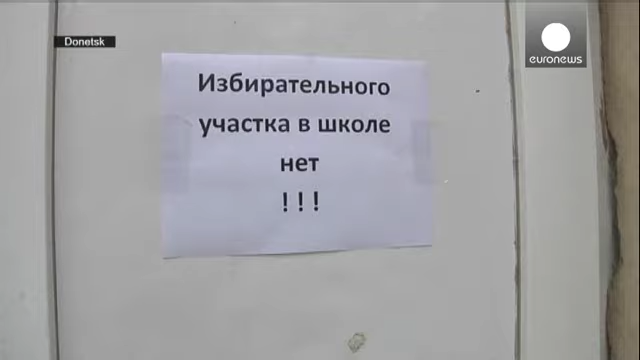 Donetsk
euronews
Избирательного
участка в школе
нет
! ! !